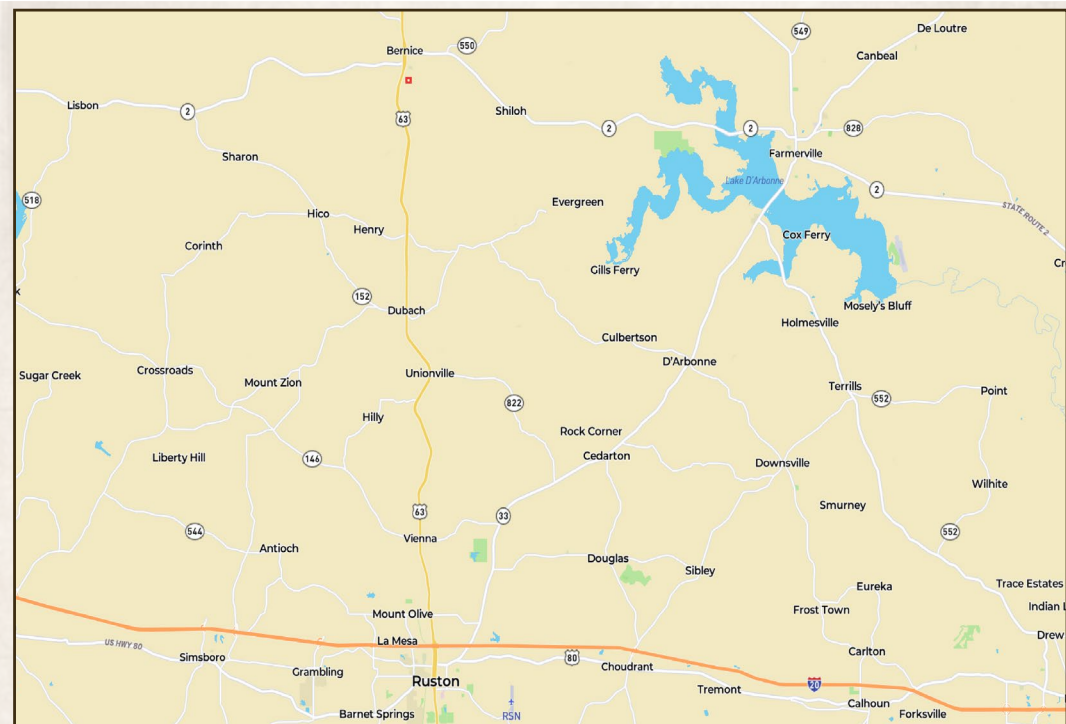 549
De Loutre
Bernice
550
Canbeal
Lisbon
2
Shiloh
63
2
2
828
Farmerville
Sharon
Lake D'Arbonne
2
518
Evergreen
STATE ROUTE 2
Hico
Henry
Corinth
Cox Ferry
Gills Ferry
Cr
152
Dubach
Mosely's Bluff
Holmesville
Culbertson
D'Arbonne
Sugar Creek
Crossroads
Mount Zion
Unionville
Terrills
552
Point
822
Hilly
Rock Corner
Cedarton
Liberty Hill
146
Downsville
Wilhite
Smurney
63
33
544
Vienna
552
Antioch
Douglas
Sibley
Trace Estates
Eureka
Frost Town
Indian L
Mount Olive
Drew
La Mesa
US HWY 80
Simsboro
80
Carlton
Grambling
Choudrant
Ruston
20
Tremont
Calhoun
Barnet Springs
RSN
Forksville